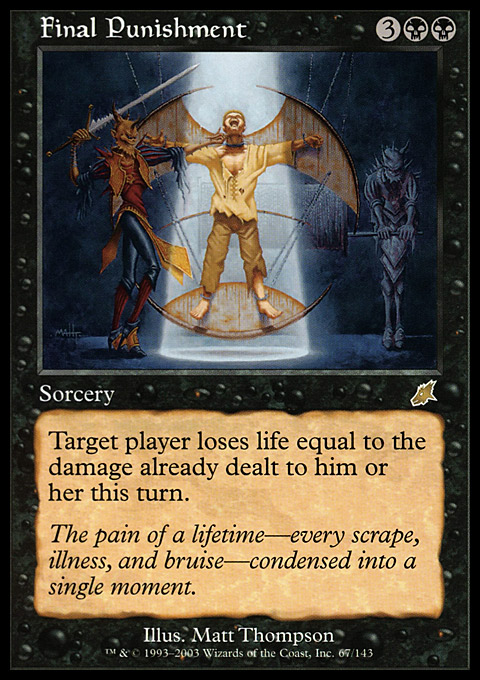 Final Punishment 3
MATT.
Sorcery
Target player loses life equal to the
damage already dealt to him or
her this turn.
The pain of a lifetime—every scrape,
illness, and bruise—condensed into a
single moment.
Illus. Matt Thompson
™ & © 1993–2003 Wizards of the Coast, Inc. 67/143